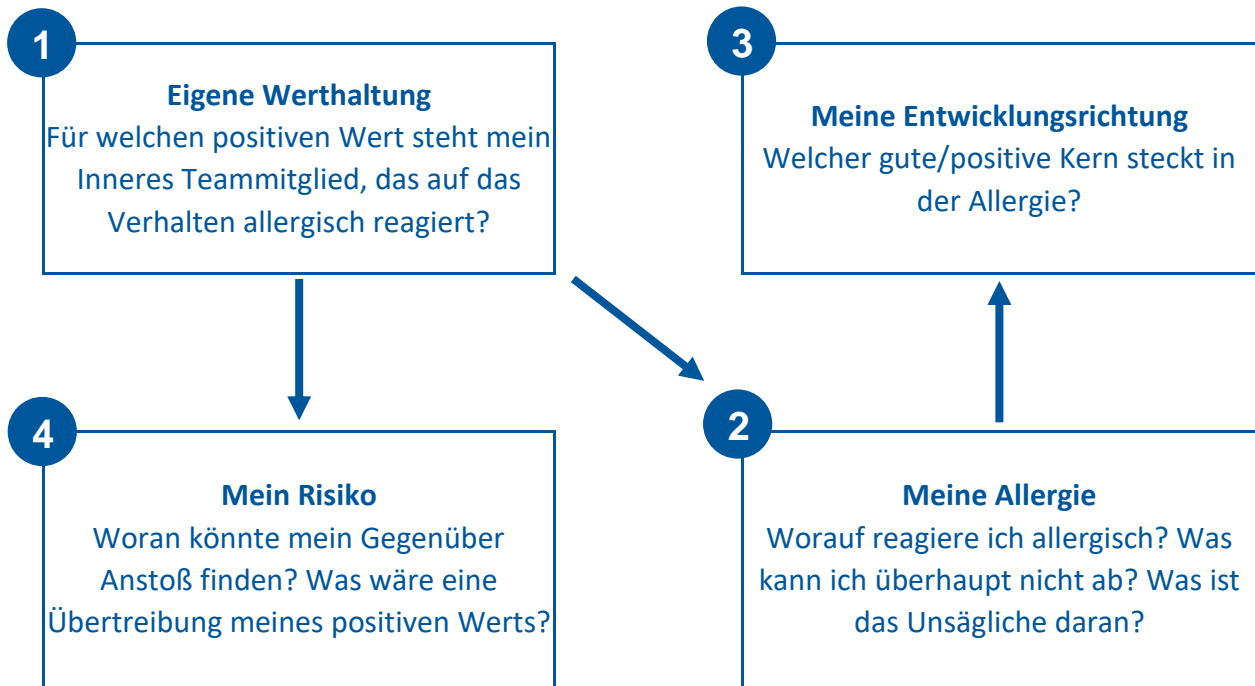 1
Eigene Werthaltung
Für welchen positiven Wert steht mein
Inneres Teammitglied, das auf das
Verhalten allergisch reagiert?
3
Meine Entwicklungsrichtung
Welcher gute/positive Kern steckt in
der Allergie?
4
Mein Risiko
Woran könnte mein Gegenüber
Anstoß finden? Was wäre eine
Übertreibung meines positiven Werts?
2
Meine Allergie
Worauf reagiere ich allergisch? Was
kann ich überhaupt nicht ab? Was ist
das Unsägliche daran?